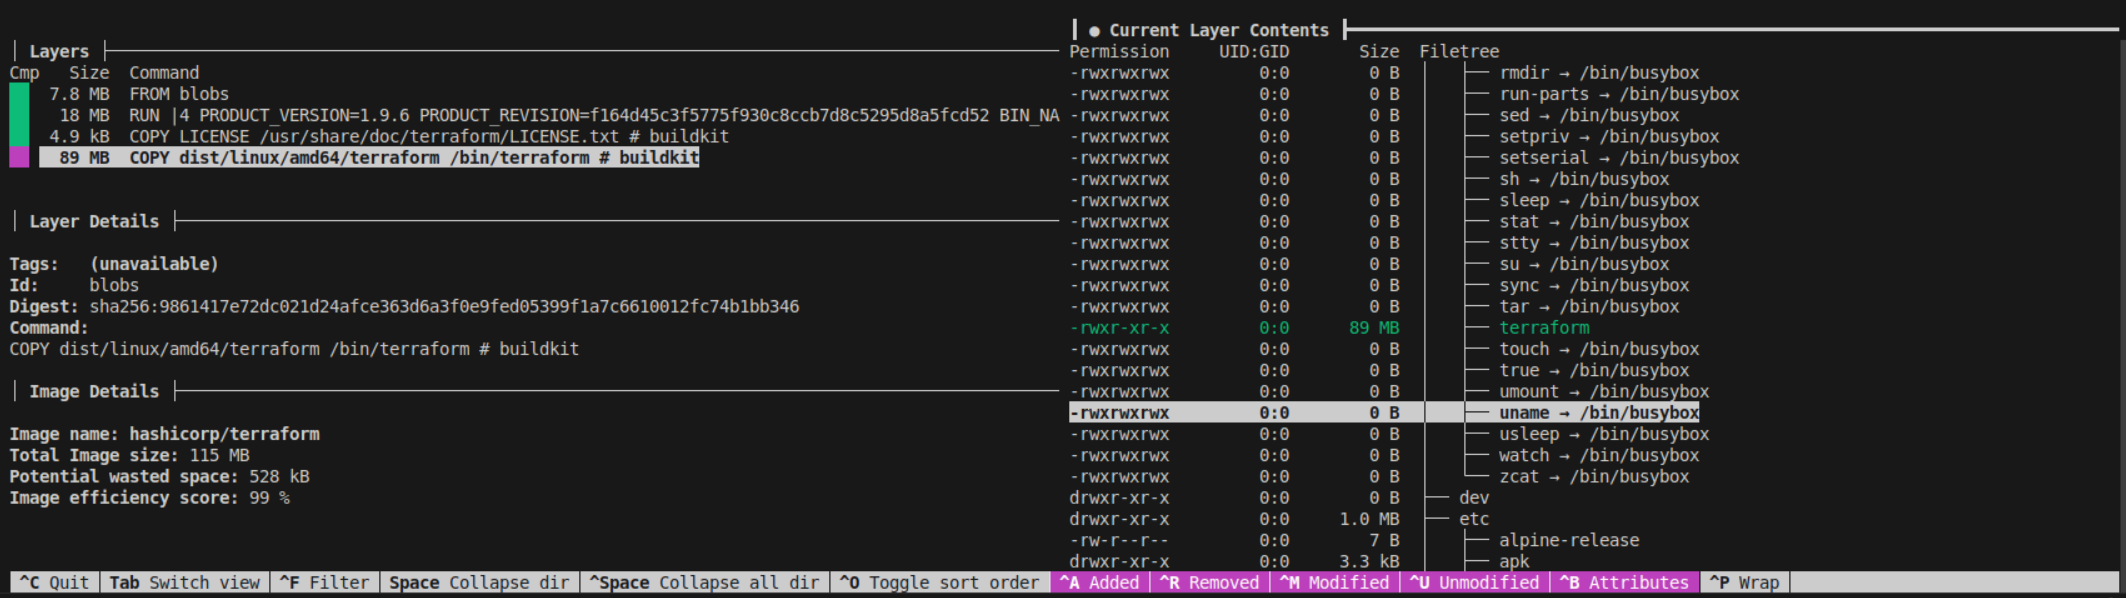 Layers
Cmp Size Command
7.8 MB FROM blobs
18 MB RUN |4 PRODUCT_VERSION=1.9.6 PRODUCT_REVISION=f164d45c3f5775f930c8ccb7d8c5295d8a5fcd52 BIN_NA
4.9 kB COPY LICENSE /usr/share/doc/terraform/LICENSE.txt # buildkit
89 MB COPY dist/linux/amd64/terraform /bin/terraform # buildkit
Layer Details
Tags: (unavailable)
Id: blobs
Digest: sha256:9861417e72dc021d24afce363d6a3f0e9fed05399f1a7c6610012fc74b1bb346
Command:
COPY dist/linux/amd64/terraform /bin/terraform # buildkit
Image Details
Image name: hashicorp/terraform
Total Image size: 115 MB
Potential wasted space: 528 kB
Image efficiency score: 99 %
● Current Layer Contents
Permission UID:GID Size Filetree
-rwxrwxrwx 0:0 0 B rmdir → /bin/busybox
-rwxrwxrwx 0:0 0 B run-parts → /bin/busybox
-rwxrwxrwx 0:0 0 B sed → /bin/busybox
-rwxrwxrwx 0:0 0 B setpriv → /bin/busybox
-rwxrwxrwx 0:0 0 B setserial → /bin/busybox
-rwxrwxrwx 0:0 0 B sh → /bin/busybox
-rwxrwxrwx 0:0 0 B sleep → /bin/busybox
-rwxrwxrwx 0:0 0 B stat → /bin/busybox
-rwxrwxrwx 0:0 0 B stty → /bin/busybox
-rwxrwxrwx 0:0 0 B su → /bin/busybox
-rwxrwxrwx 0:0 0 B sync → /bin/busybox
-rwxrwxrwx 0:0 0 B tar → /bin/busybox
-rwxr-xr-x 0:0 89 MB terraform
-rwxrwxrwx 0:0 0 B touch → /bin/busybox
-rwxrwxrwx 0:0 0 B true → /bin/busybox
-rwxrwxrwx 0:0 0 B umount → /bin/busybox
-rwxrwxrwx 0:0 0 B uname → /bin/busybox
-rwxrwxrwx 0:0 0 B usleep → /bin/busybox
-rwxrwxrwx 0:0 0 B watch → /bin/busybox
-rwxrwxrwx 0:0 0 B zcat → /bin/busybox
drwxr-xr-x 0:0 0 B dev
drwxr-xr-x 0:0 1.0 MB etc
-rw-r--r-- 0:0 7 B alpine-release
drwxr-xr-x 0:0 3.3 kB apk
^C Quit Tab Switch view ^F Filter Space Collapse dir ^Space Collapse all dir ^O Toggle sort order ^A Added ^R Removed ^M Modified ^U Unmodified ^B Attributes ^P Wrap